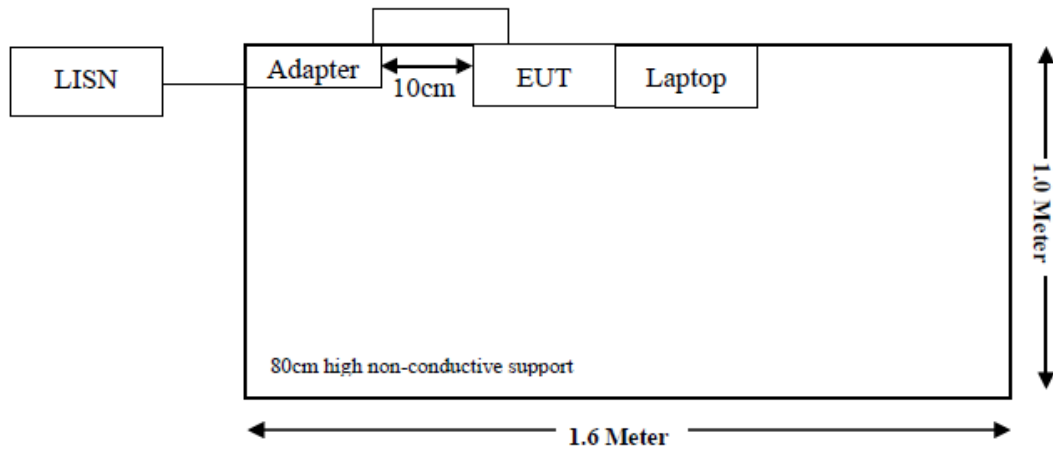 LISN
Adapter
10cm
EUT
Laptop
1.0 Meter
80cm high non-conductive support
1.6 Meter